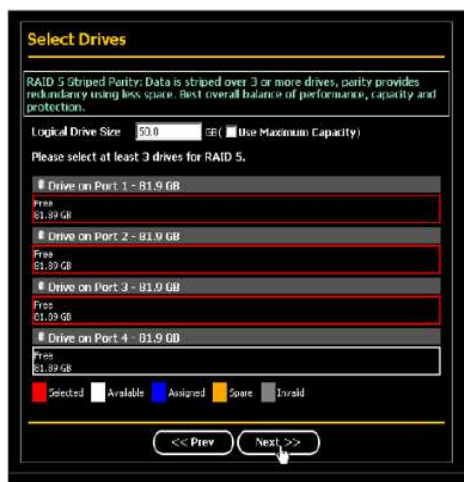 Select Drives
RAID 5 Striped Parity: Data is striped over 3 or more drives, parity provides
redundancy using less space. Best overall balance of performance, capacity and
protection.
Logical Drive Size 50.0 GB( Use Maximum Capacity)
Please select at least 3 drives for RAID 5.
Drive on Port 1 - 81.9 GB
Free
81.89 GB
Drive on Port 2 - 81.9 GB
Free
81.89 GB
Drive on Port 3 - 81.9 GB
Free
81.89 GB
Drive on Port 4 - 81.9 GB
Free
81.89 GB
Selected Available Assigned Spare Invalid
<< Prev Next >>